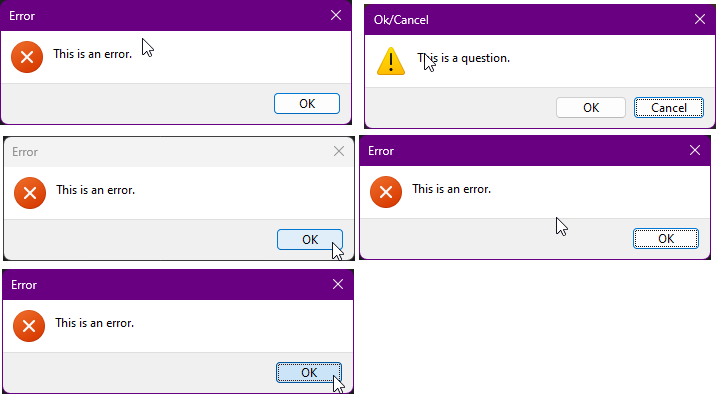 Error
This is an error.
OK
Ok/Cancel
This is a question.
OK Cancel
Error
This is an error.
OK
Error
This is an error.
OK
Error
This is an error.
OK